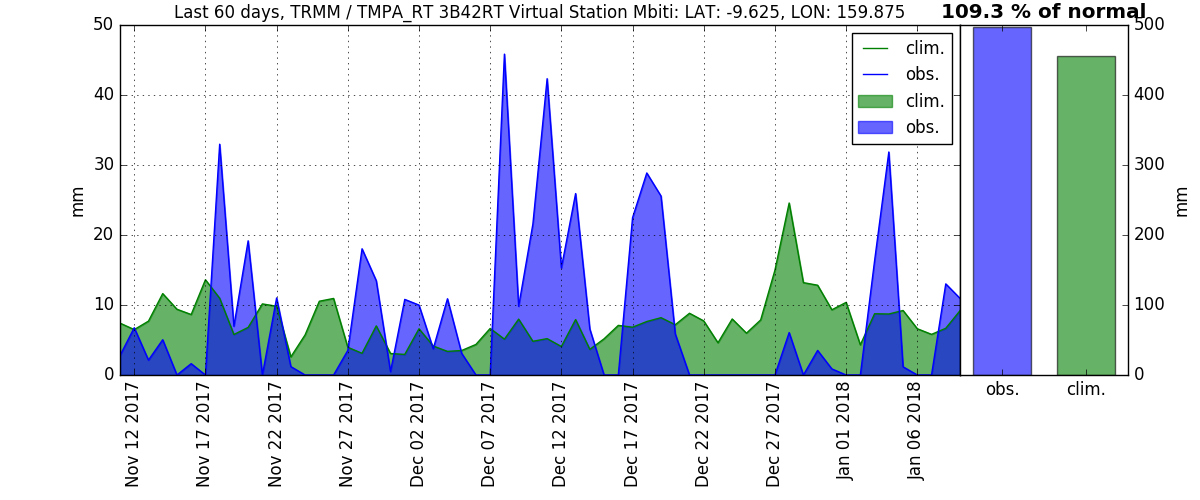 Last 60 days, TRMM / TMPA_RT 3B42RT Virtual Station Mbiti: LAT: -9.625, LON: 159.875
109.3 % of normal
50
40
30
20
10
0
mm
clim.
obs.
clim.
obs.
500
400
300
200
100
0
mm
obs.
clim.
Nov 12 2017
Nov 17 2017
Nov 22 2017
Nov 27 2017
Dec 02 2017
Dec 07 2017
Dec 12 2017
Dec 17 2017
Dec 22 2017
Dec 27 2017
Jan 01 2018
Jan 06 2018